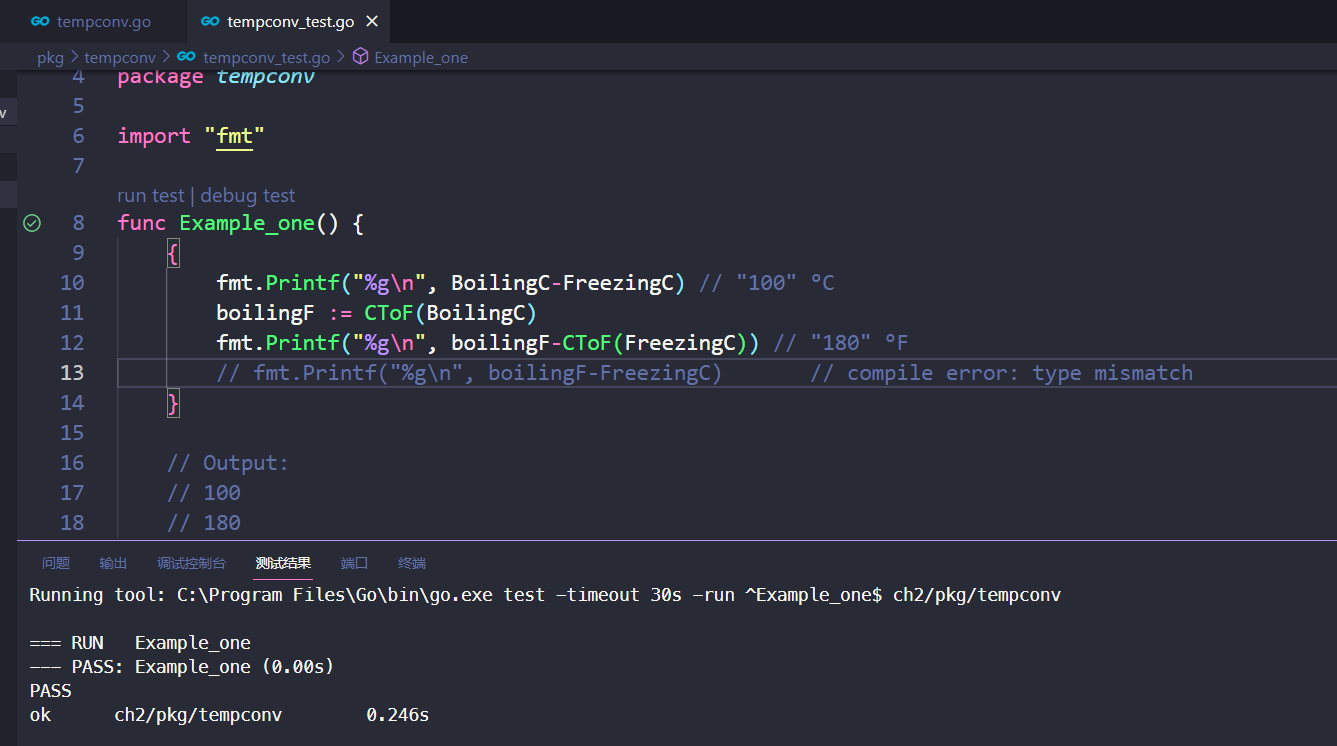 GO tempconv.go GO tempconv_test.go ×
pkg > tempconv > GO tempconv_test.go > Example_one
4 package tempconv
5
v
6 import "fmt"
7
run test | debug test
8 func Example_one() {
9 {
10 fmt.Printf("%g\n", BoilingC-FreezingC) // "100" °C
11 boilingF := CToF(BoilingC)
12 fmt.Printf("%g\n", boilingF-CToF(FreezingC)) // "180" °F
13 // fmt.Printf("%g\n", boilingF-FreezingC) // compile error: type mismatch
14 }
15
16 // Output:
17 // 100
18 // 180
问题 输出 调试控制台 测试结果 端口 终端
Running tool: C:\Program Files\Go\bin\go.exe test -timeout 30s -run ^Example_one$ ch2/pkg/tempconv
=== RUN Example_one
--- PASS: Example_one (0.00s)
PASS
ok ch2/pkg/tempconv 0.246s